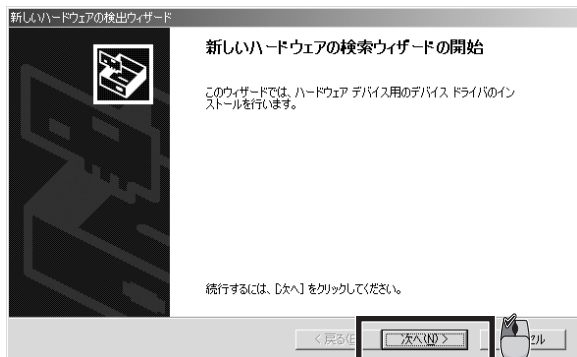 新しいハードウェアの検出ウィザード
新しいハードウェアの検索ウィザードの開始
このウィザードでは、ハードウェア デバイス用のデバイス ドライバのイン
ストールを行います。
続行するには、[次へ] をクリックしてください。
< 戻る(B 次へ(N) > セル